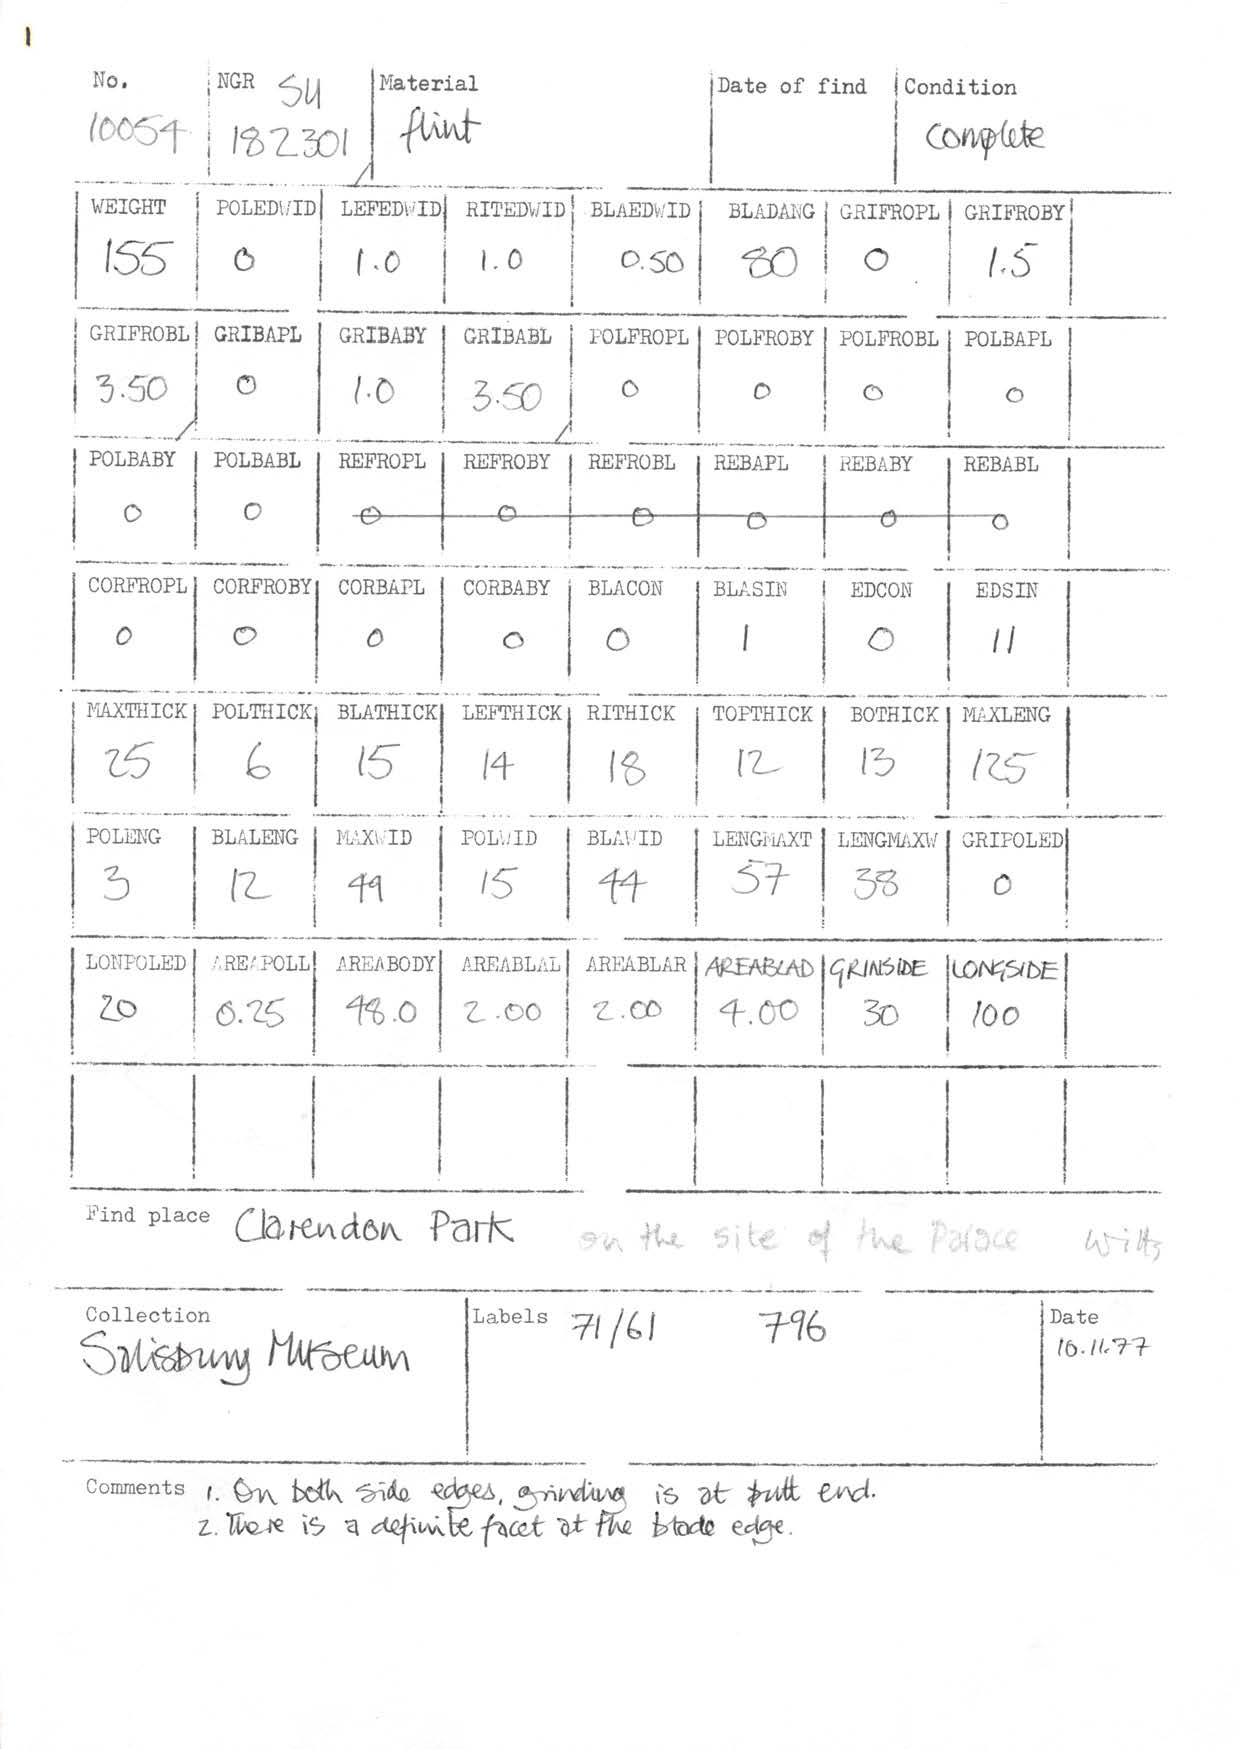 1
No. NGR SU Material Date of find Condition
10054 182301 flint complete
WEIGHT POLEDWID LEFEDWID RITEDWID BLAEDWID BLADANG GRIFROPL GRIFROBY
155 0 1.0 1.0 0.50 80 0 1.5
GRIFROBL GRIBAPL GRIBABY GRIBABL POLFROPL POLFROBY POLFROBL POLBAPL
3.50 0 1.0 3.50 0 0 0 0
POLBABY POLBABL REFROPL REFROBY REFROBL REBAPL REBABY REBABL
0 0 0 0 0 0 0 0
CORFROPL CORFROBY CORBAPL CORBABY BLACON BLASIN EDCON EDSIN
0 0 0 0 0 1 0 11
MAXTHICK POLTHICK BLATHICK LEFTHICK RITHICK TOPTHICK BOTHICK MAXLENG
25 6 15 14 18 12 13 125
POLENG BLALENG MAXWID POLWID BLAWID LENGMAXT LENGMAXW GRIPOLED
3 12 49 15 44 57 38 0
LONPOLED AREAPOLL AREABODY AREABLAL AREABLAR AREABLAD GRINSIDE LONGSIDE
20 0.25 48.0 2.00 2.00 4.00 30 100
Find place Clarendon Park on the site of the Palace Wilts
Collection Labels 71/61 796 Date
Salisbury Museum 10.11.77
Comments 1. On both side edges, grinding is at butt end.
2. There is a definite facet at the blade edge.